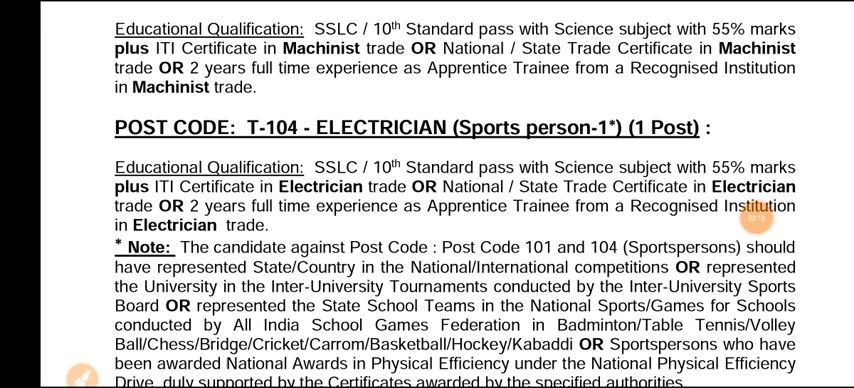 Educational Qualification: SSLC / 10th Standard pass with Science subject with 55% marks
plus ITI Certificate in Machinist trade OR National / State Trade Certificate in Machinist
trade OR 2 years full time experience as Apprentice Trainee from a Recognised Institution
in Machinist trade.
POST CODE: T-104 - ELECTRICIAN (Sports person-1*) (1 Post) :
Educational Qualification: SSLC / 10th Standard pass with Science subject with 55% marks
plus ITI Certificate in Electrician trade OR National / State Trade Certificate in Electrician
trade OR 2 years full time experience as Apprentice Trainee from a Recognised Institution
in Electrician trade.
02:10
* Note: The candidate against Post Code : Post Code 101 and 104 (Sportspersons) should
have represented State/Country in the National/International competitions OR represented
the University in the Inter-University Tournaments conducted by the Inter-University Sports
Board OR represented the State School Teams in the National Sports/Games for Schools
conducted by All India School Games Federation in Badminton/Table Tennis/Volley
Ball/Chess/Bridge/Cricket/Carrom/Basketball/Hockey/Kabaddi OR Sportspersons who have
been awarded National Awards in Physical Efficiency under the National Physical Efficiency
Drive, duly supported by the Certificates awarded by the specified authorities